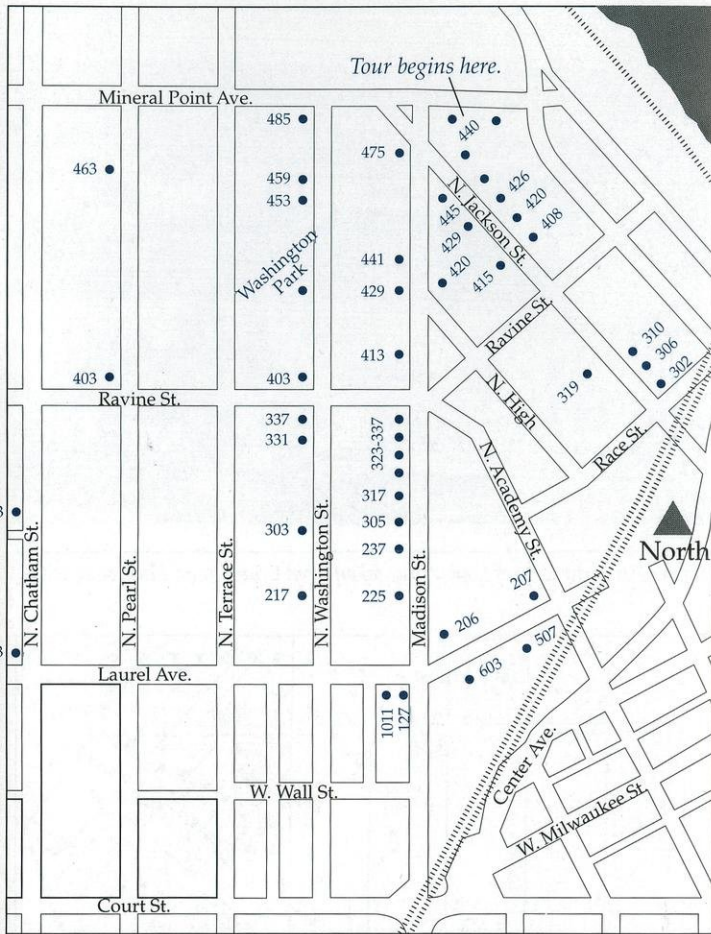 Tour begins here.
Mineral Point Ave.
485
440
475
463
459
453
426
420
408
N. Jackson St.
445
429
415
420
Washington
Park
441
429
413
403
403
Ravine St.
Ravine St.
310
306
302
319
N. High
Race St.
337
331
323-337
317
305
303
237
217
225
N. Academy St.
207
206
507
603
North
N. Chatham St.
N. Pearl St.
N. Terrace St.
N. Washington St.
Madison St.
3
3
Laurel Ave.
1011
127
Center Ave.
W. Wall St.
W. Milwaukee St.
Court St.